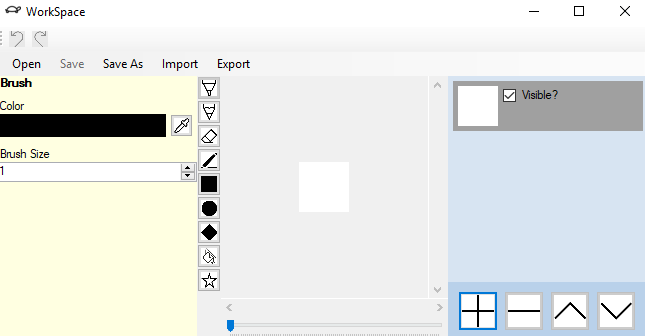 WorkSpace
Open Save Save As Import Export
Brush
Color
Brush Size
1
Visible?